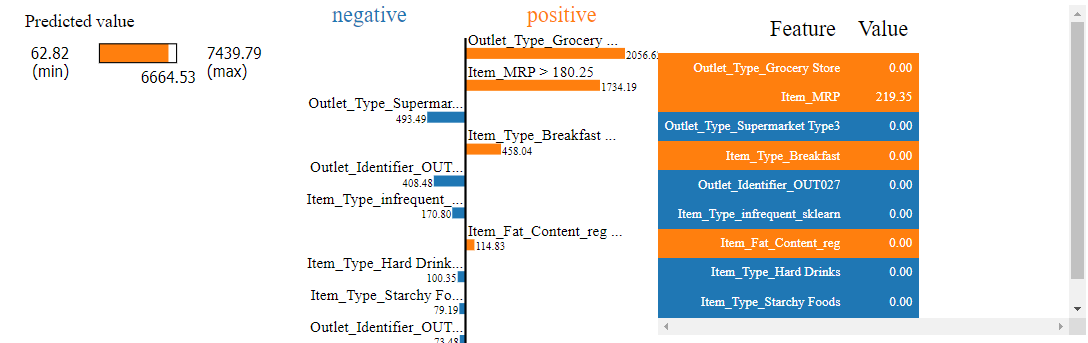 Predicted value
62.82
(min)
7439.79
(max)
6664.53
negative
positive
Outlet_Type_Grocery ...
2056.6
Item_MRP > 180.25
1734.19
Outlet_Type_Supermar...
493.49
Item_Type_Breakfast ...
458.04
Outlet_Identifier_OUT...
408.48
Item_Type_infrequent_...
170.80
Item_Fat_Content_reg ...
114.83
Item_Type_Hard Drink...
100.35
Item_Type_Starchy Fo...
79.19
Outlet_Identifier_OUT...
73.48
Feature Value
Outlet_Type_Grocery Store 0.00
Item_MRP 219.35
Outlet_Type_Supermarket Type3 0.00
Item_Type_Breakfast 0.00
Outlet_Identifier_OUT027 0.00
Item_Type_infrequent_sklearn 0.00
Item_Fat_Content_reg 0.00
Item_Type_Hard Drinks 0.00
Item_Type_Starchy Foods 0.00